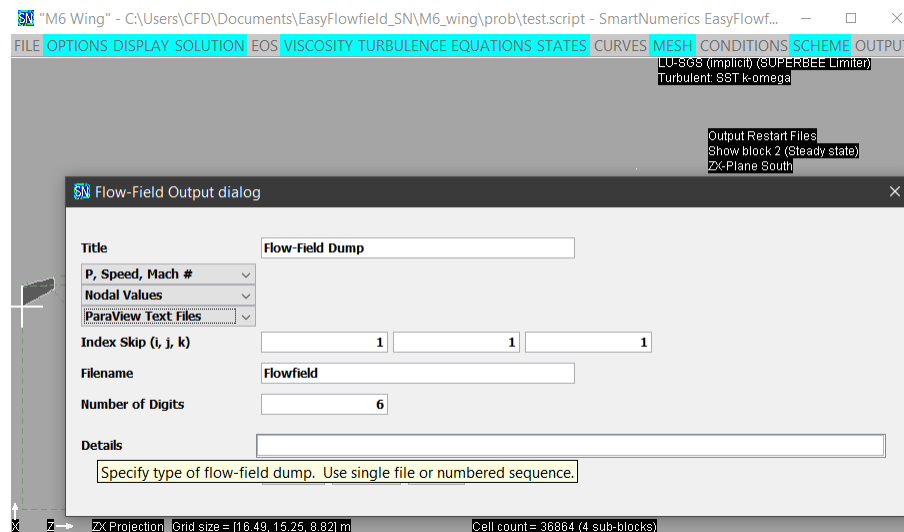 "M6 Wing" - C:\Users\CFD\Documents\EasyFlowfield_SN\M6_wing\prob\test.script - SmartNumerics EasyFlowf...
FILE OPTIONS DISPLAY SOLUTION EOS VISCOSITY TURBULENCE EQUATIONS STATES CURVES MESH CONDITIONS SCHEME OUTPU
LU-SGS (implicit) (SUPERBEE Limiter)
Turbulent: SST k-omega
Output Restart Files
Show block 2 (Steady state)
ZX-Plane South
SN Flow-Field Output dialog
Title Flow-Field Dump
P, Speed, Mach #
Nodal Values
ParaView Text Files
Index Skip (i, j, k) 1 1 1
Filename Flowfield
Number of Digits 6
Details
Specify type of flow-field dump. Use single file or numbered sequence.
X Z ZX Projection Grid size = [16.49, 15.25, 8.82] m Cell count = 36864 (4 sub-blocks)